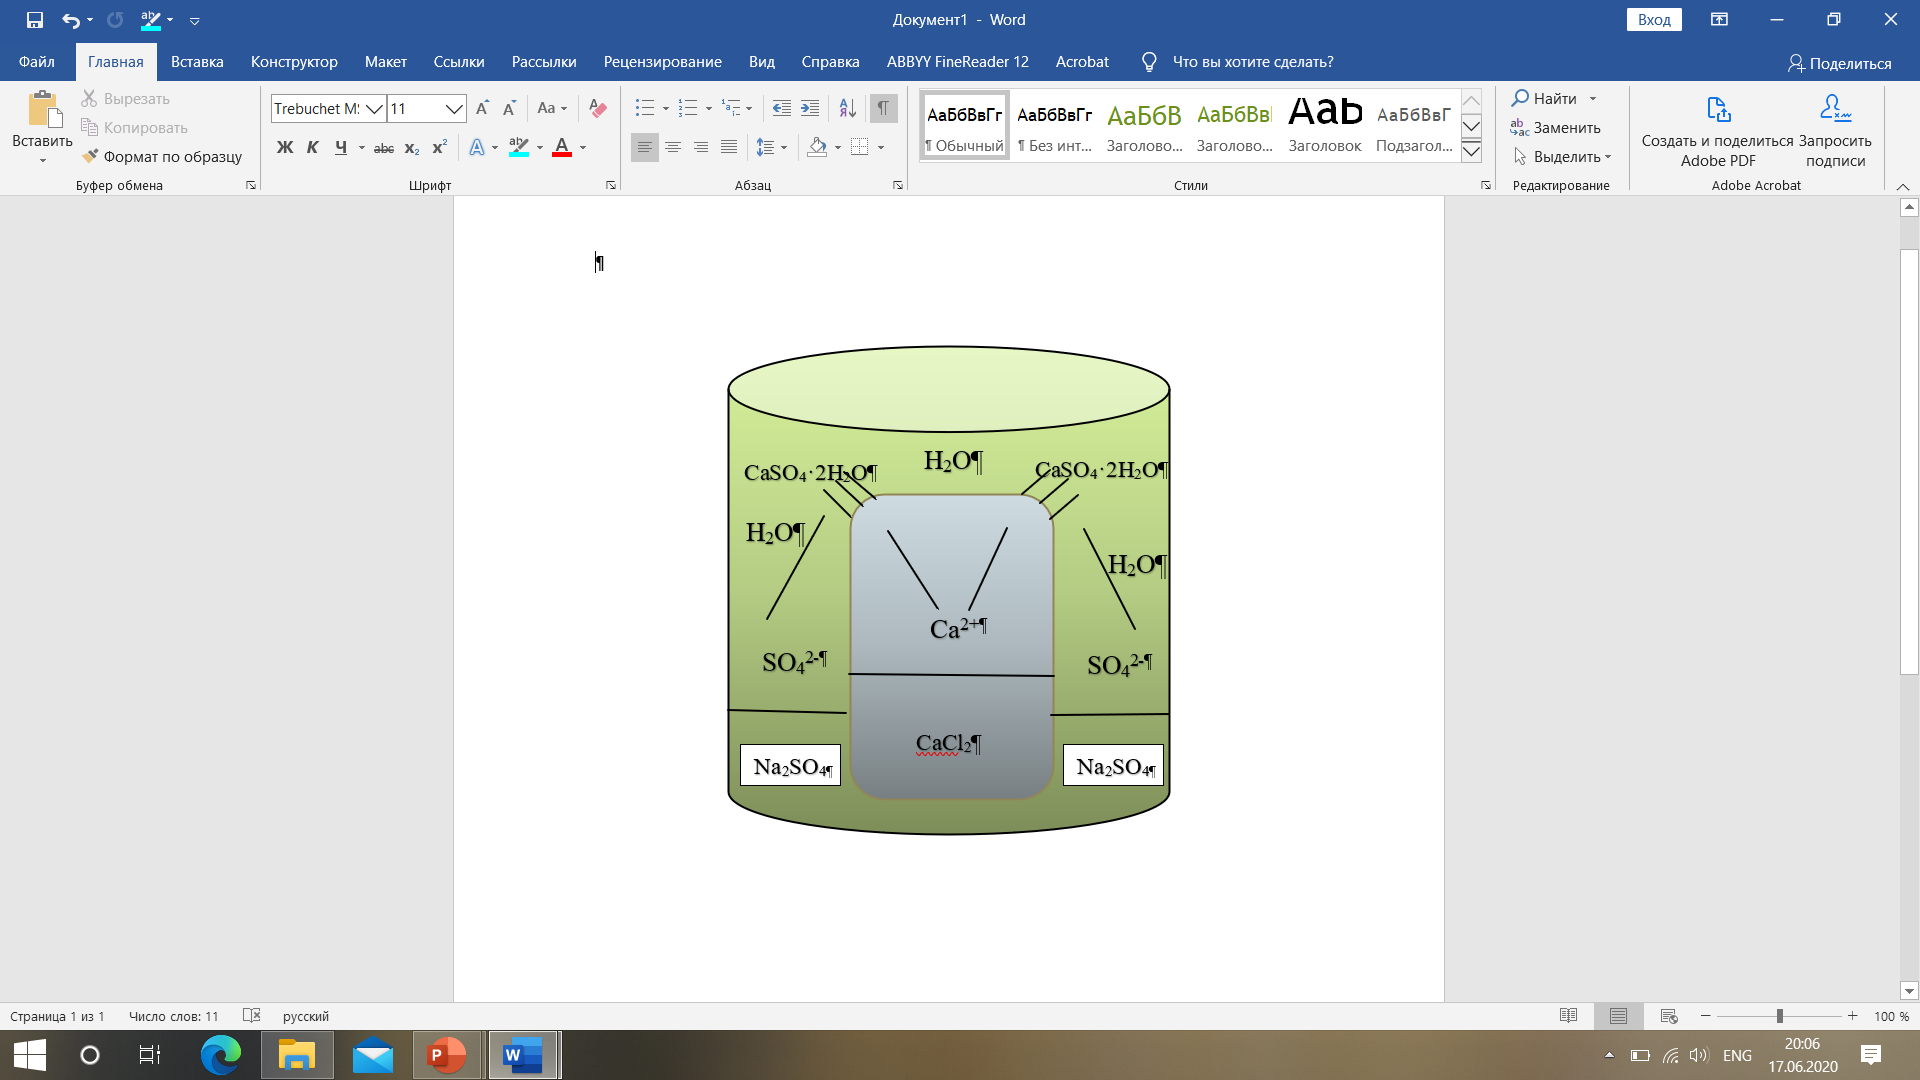 Документ1 - Word
Вход
Файл Главная Вставка Конструктор Макет Ссылки Рассылки Рецензирование Вид Справка ABBYY FineReader 12 Acrobat Что вы хотите сделать? Поделиться
Вставить
Вырезать
Копировать
Формат по образцу
Буфер обмена
Trebuchet M 11
Aa
Ж К Ч abc x₂ x² A ab A
Шрифт
Абзац
АаБбВвГг АаБбВвГг АаБбВ АаБбВв АаЬ АаБбВвГ
¶ Обычный ¶ Без инт... Заголово... Заголово... Заголовок Подзагол...
Стили
Найти
Заменить
Выделить
Редактирование
Создать и поделиться Adobe PDF
Запросить подписи
Adobe Acrobat
¶
H₂O¶
CaSO₄·2H₂O¶ CaSO₄·2H₂O¶
H₂O¶
H₂O¶
Ca²⁺¶
SO₄²⁻¶ SO₄²⁻¶
CaCl₂¶
Na₂SO₄¶ Na₂SO₄¶
Страница 1 из 1 Число слов: 11 русский 100 %
ENG
20:06
17.06.2020